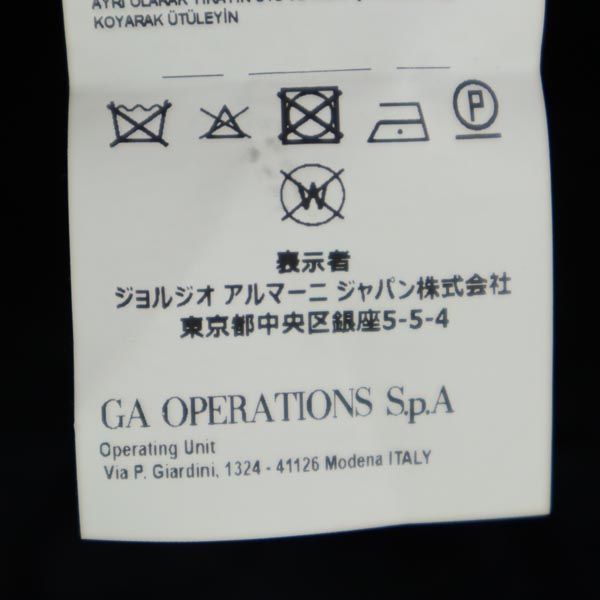 KOYARAK ÜTÜLEYİN
P
W
表示者
ジョルジオ アルマーニ ジャパン株式会社
東京都中央区銀座5-5-4
GA OPERATIONS S.p.A
Operating Unit
Via P. Giardini, 1324 - 41126 Modena ITALY